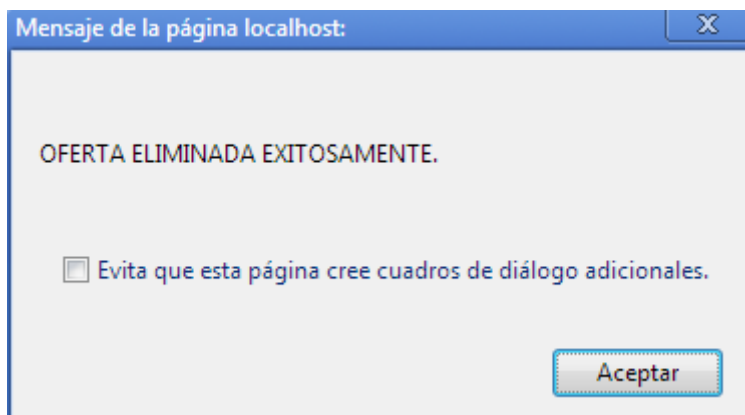 Mensaje de la página localhost:
OFERTA ELIMINADA EXITOSAMENTE.
Evita que esta página cree cuadros de diálogo adicionales.
Aceptar